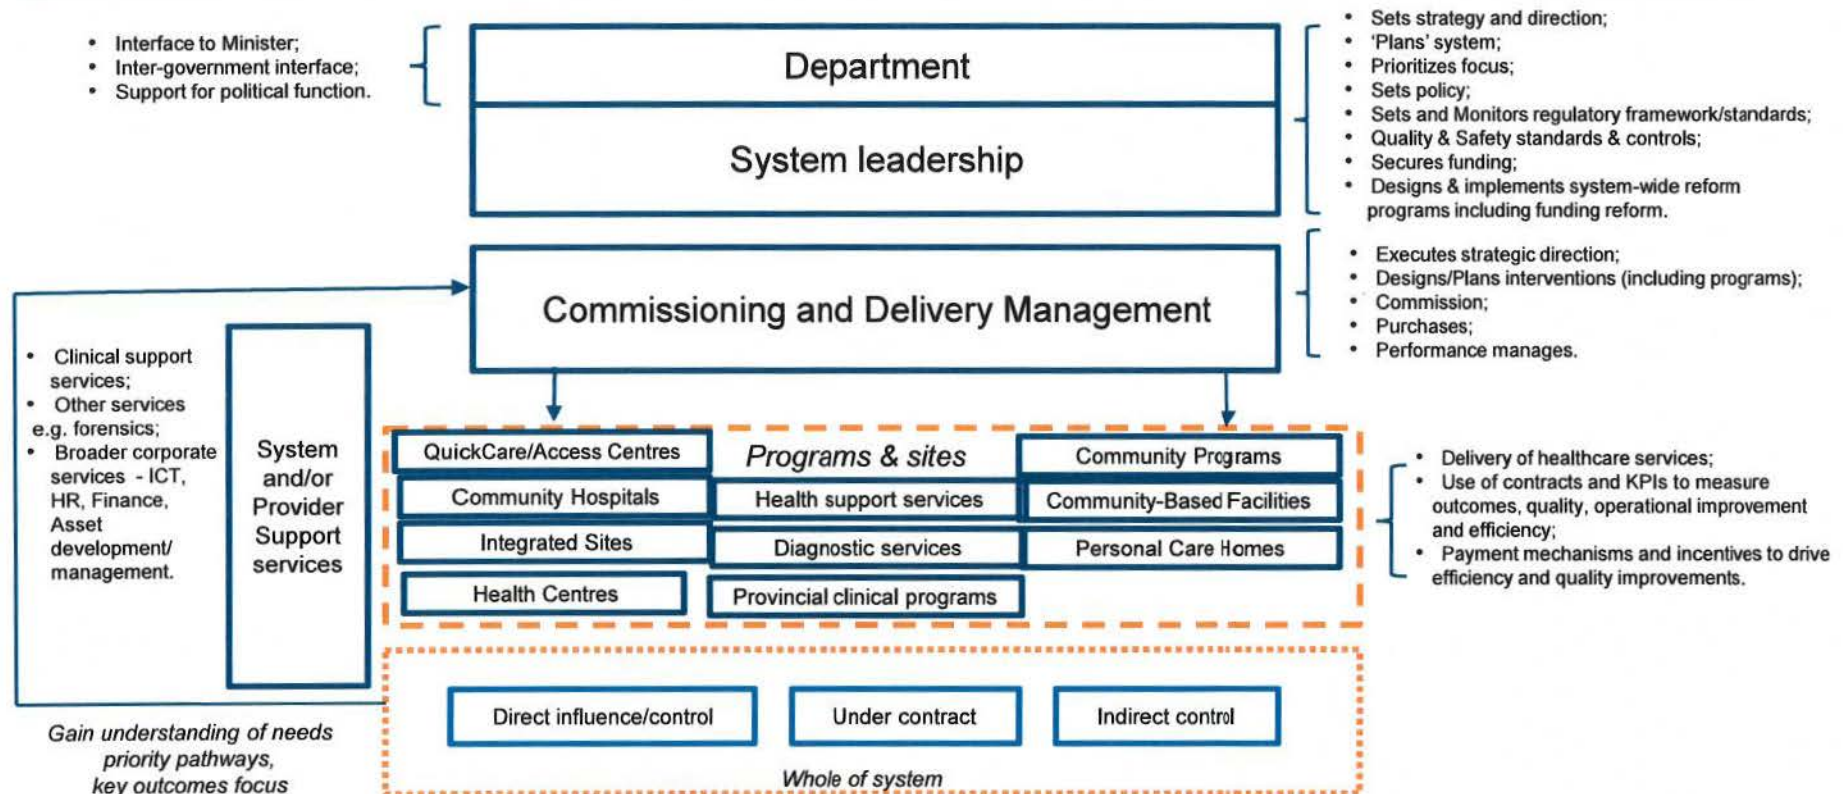 • Interface to Minister;
• Inter-government interface;
• Support for political function.
Department
System leadership
• Sets strategy and direction;
• 'Plans' system;
• Prioritizes focus;
• Sets policy;
• Sets and Monitors regulatory framework/standards;
• Quality & Safety standards & controls;
• Secures funding;
• Designs & implements system-wide reform
programs including funding reform.
Commissioning and Delivery Management
• Executes strategic direction;
• Designs/Plans interventions (including programs);
• Commission;
• Purchases;
• Performance manages.
• Clinical support
services;
• Other services
e.g. forensics;
• Broader corporate
services - ICT,
HR, Finance,
Asset
development/
management.
System
and/or
Provider
Support
services
QuickCare/Access Centres
Community Hospitals
Integrated Sites
Health Centres
Programs & sites
Health support services
Diagnostic services
Provincial clinical programs
Community Programs
Community-Based Facilities
Personal Care Homes
• Delivery of healthcare services;
• Use of contracts and KPIs to measure
outcomes, quality, operational improvement
and efficiency;
• Payment mechanisms and incentives to drive
efficiency and quality improvements.
Direct influence/control
Under contract
Indirect control
Whole of system
Gain understanding of needs
priority pathways,
key outcomes focus